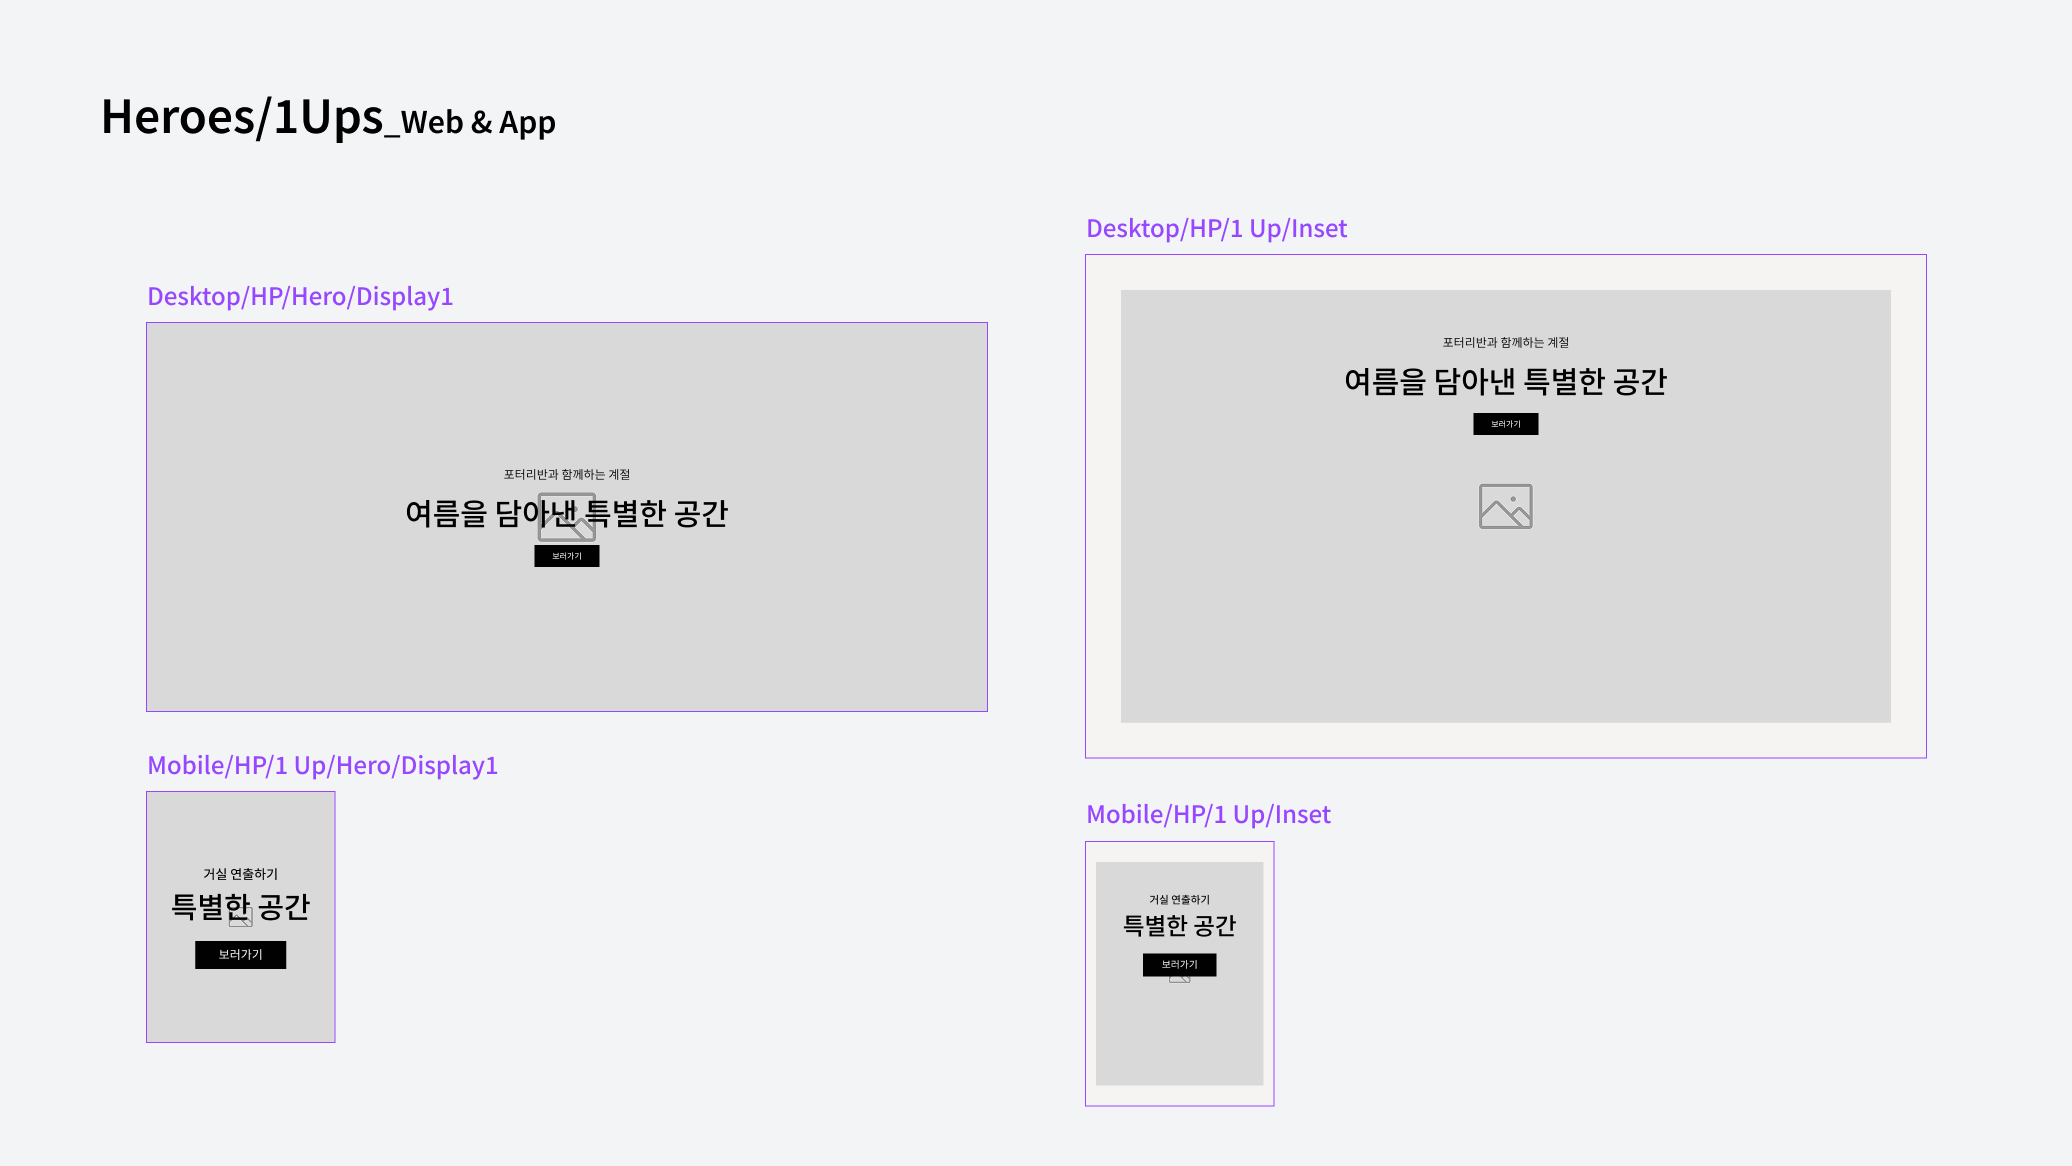 Heroes/1Ups_Web & App
Desktop/HP/Hero/Display1
포터리반과 함께하는 계절
여름을 담아낸 특별한 공간
보러가기
Mobile/HP/1 Up/Hero/Display1
거실 연출하기
특별한 공간
보러가기
Desktop/HP/1 Up/Inset
포터리반과 함께하는 계절
여름을 담아낸 특별한 공간
보러가기
Mobile/HP/1 Up/Inset
거실 연출하기
특별한 공간
보러가기